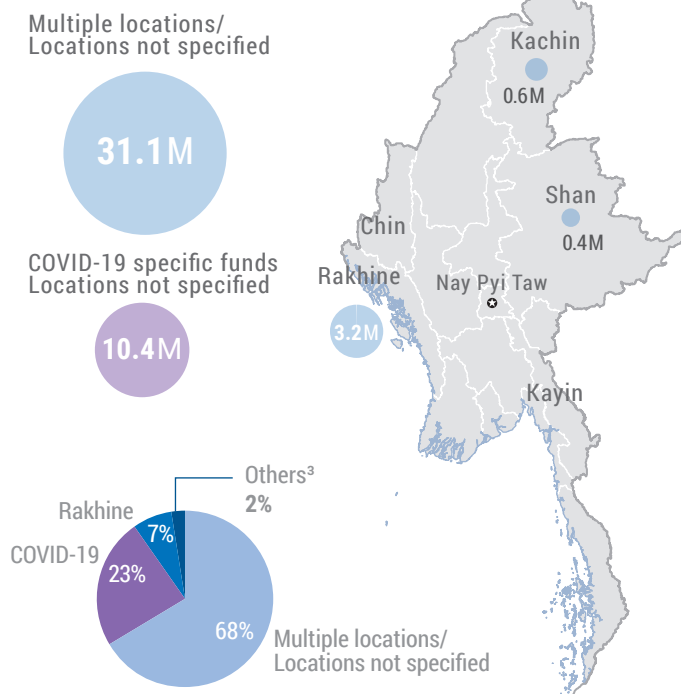 Multiple locations/
Locations not specified
31.1M
COVID-19 specific funds
Locations not specified
10.4M
Kachin
0.6M
Shan
0.4M
Chin
Rakhine
3.2M
Nay Pyi Taw
Kayin
Others³
2%
Rakhine
7%
COVID-19
23%
68%
Multiple locations/
Locations not specified